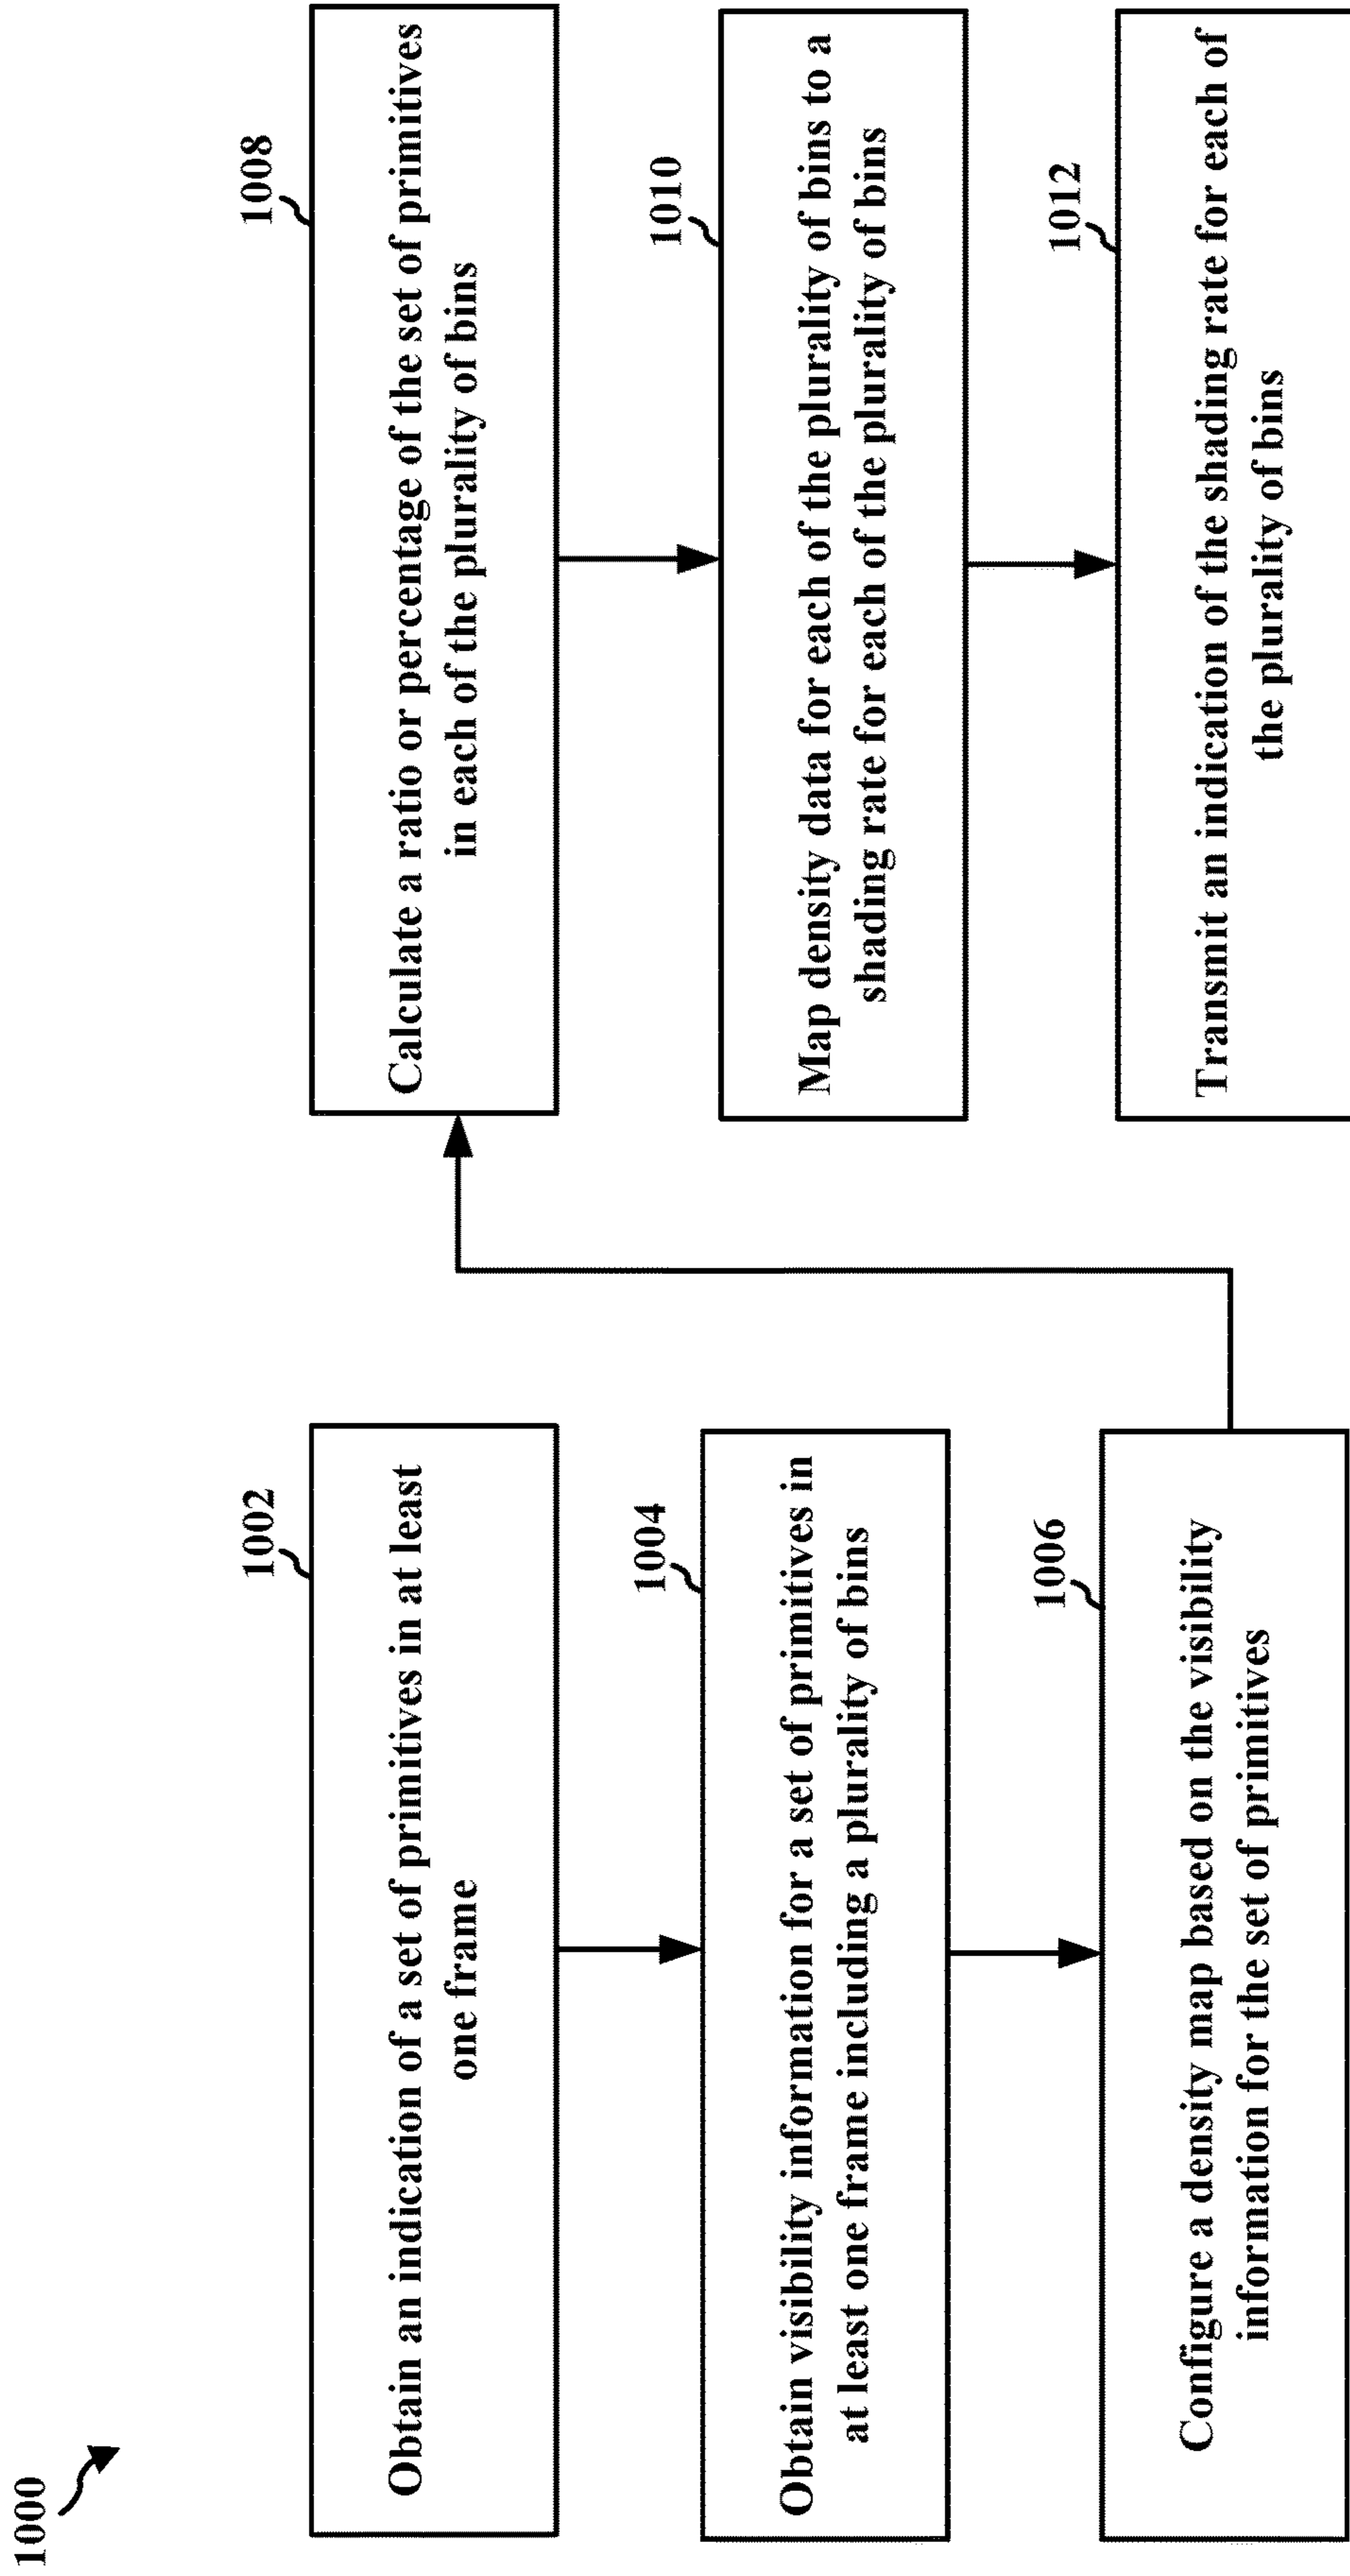 1000
1002
Obtain an indication of a set of primitives in at least
one frame
1004
Obtain visibility information for a set of primitives in
at least one frame including a plurality of bins
1006
Configure a density map based on the visibility
information for the set of primitives
1008
Calculate a ratio or percentage of the set of primitives
in each of the plurality of bins
1010
Map density data for each of the plurality of bins to a
shading rate for each of the plurality of bins
1012
Transmit an indication of the shading rate for each of
the plurality of bins